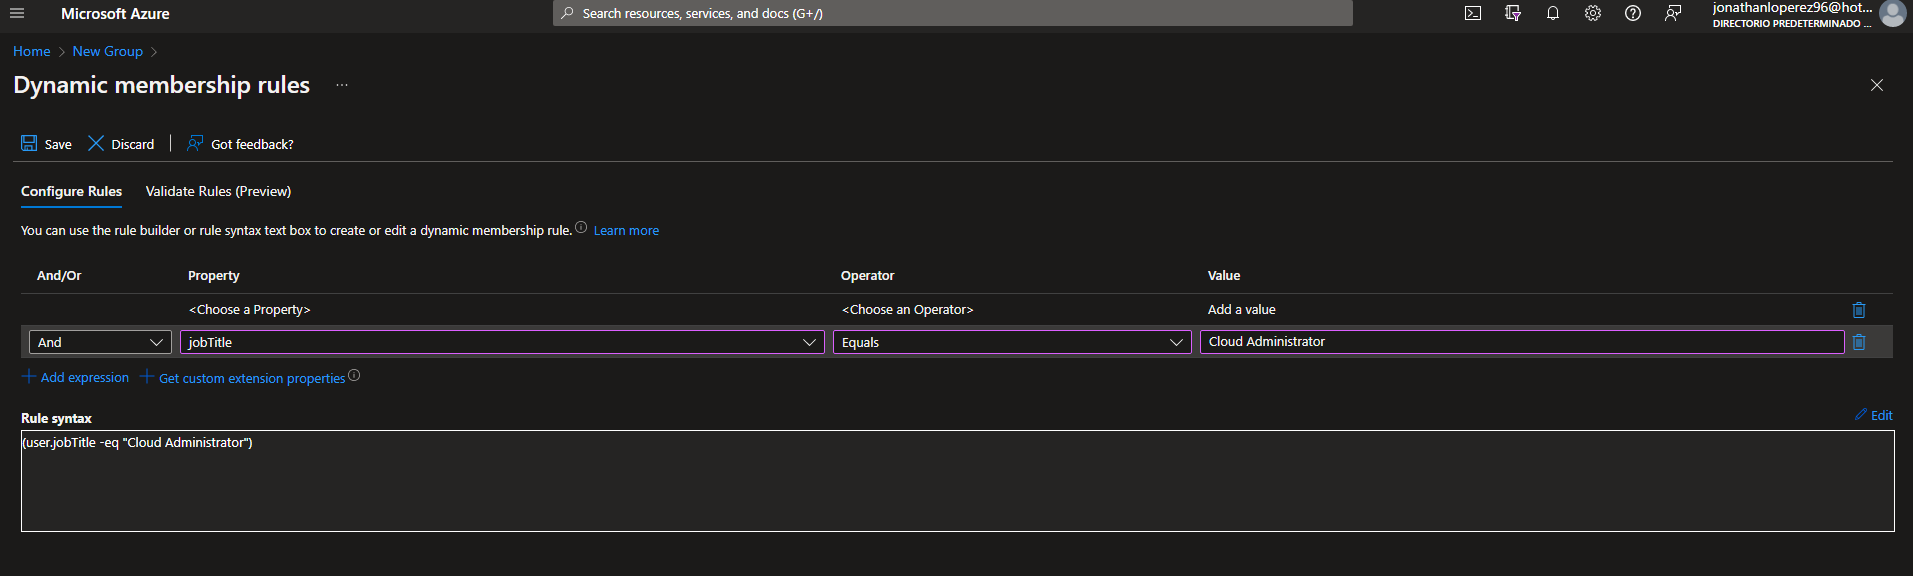 Microsoft Azure
Search resources, services, and docs (G+/)
jonathanloperez96@hot...
DIRECTORIO PREDETERMINADO ...
Home > New Group >
Dynamic membership rules ...
Save Discard | Got feedback?
Configure Rules Validate Rules (Preview)
You can use the rule builder or rule syntax text box to create or edit a dynamic membership rule. Learn more
And/Or Property Operator Value
<Choose a Property> <Choose an Operator> Add a value
And jobTitle Equals Cloud Administrator
+ Add expression + Get custom extension properties
Rule syntax Edit
(user.jobTitle -eq "Cloud Administrator")